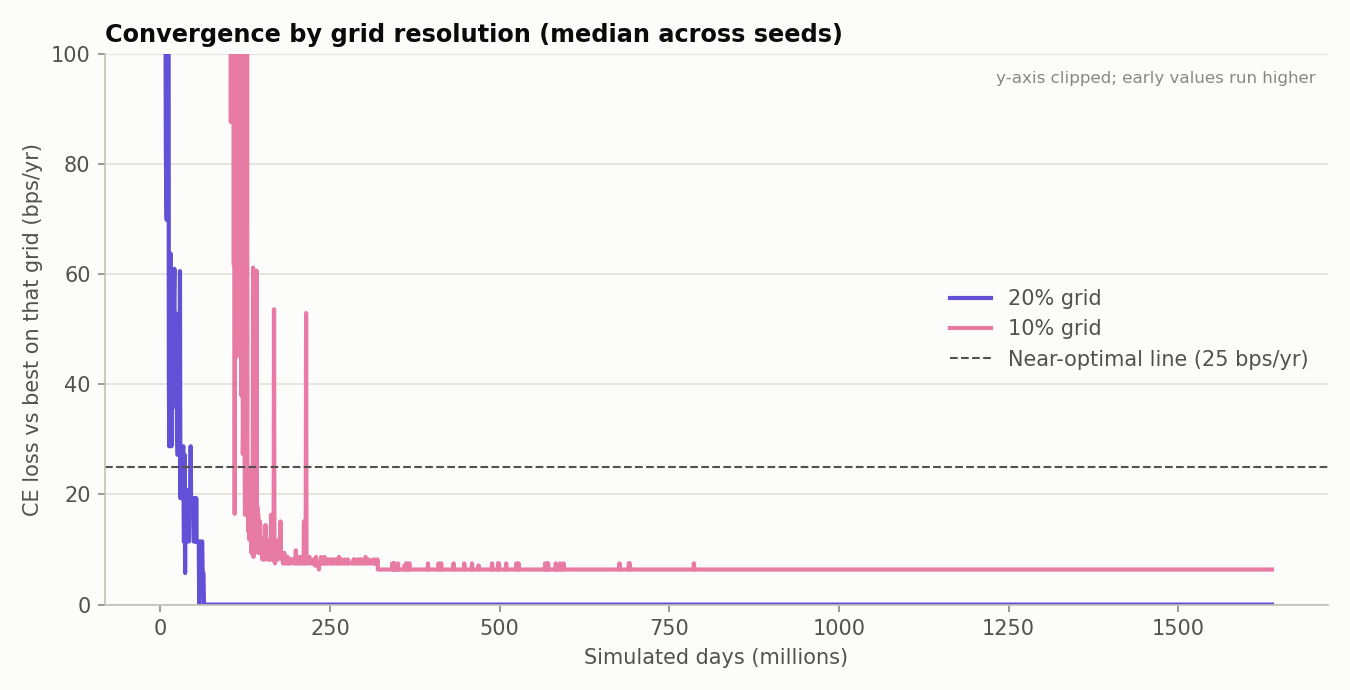 Convergence by grid resolution (median across seeds)
y-axis clipped; early values run higher
CE loss vs best on that grid (bps/yr)
100
80
60
40
20
0
20% grid
10% grid
Near-optimal line (25 bps/yr)
0
250
500
750
1000
1250
1500
Simulated days (millions)